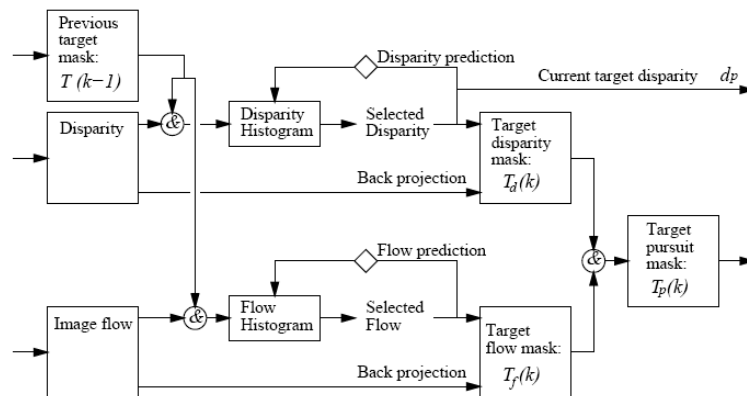 Previous
target
mask:
T (k−1)
Disparity prediction
Current target disparity dp
Disparity
&
Disparity
Histogram
Selected
Disparity
Target
disparity
mask:
Td(k)
Back projection
Flow prediction
Target
pursuit
mask:
Tp(k)
&
Image flow
&
Flow
Histogram
Selected
Flow
Target
flow mask:
Tf(k)
Back projection